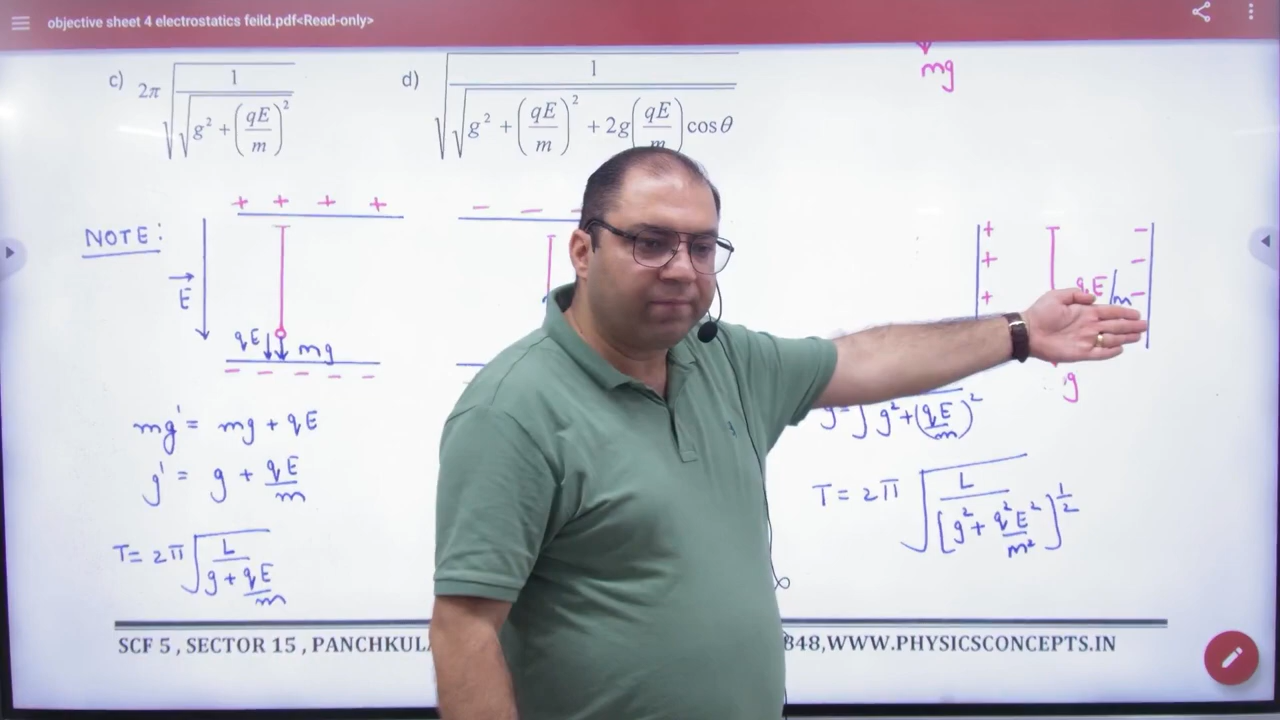 objective sheet 4 electrostatics feild.pdf<Read-only>
mg
c) 2π √(1/√(g² + (qE/m)²))
d) √(1/√(g² + (qE/m)² + 2g(qE/m)cosθ))
NOTE:
+ + + +
− −
+ −
+ −
+ −
E
qE mg
qE/m
− − − −
g
mg' = mg + qE
g' = g + qE/m
T = 2π √(L/(g + qE/m))
√(g² + (qE/m)²)
T = 2π √(L/[g² + q²E²/m²]^(1/2))
SCF 5 , SECTOR 15 , PANCHKUL 848,WWW.PHYSICSCONCEPTS.IN